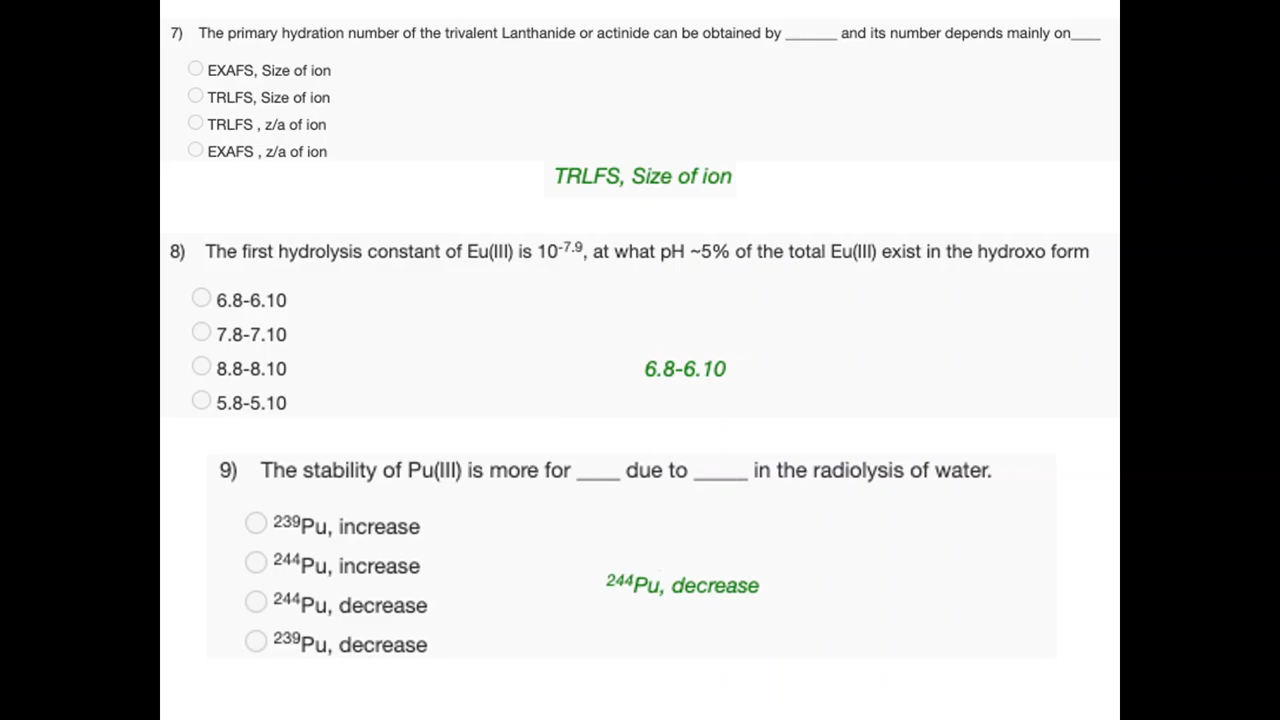 7) The primary hydration number of the trivalent Lanthanide or actinide can be obtained by ______ and its number depends mainly on____
EXAFS, Size of ion
TRLFS, Size of ion
TRLFS , z/a of ion
EXAFS , z/a of ion
TRLFS, Size of ion
8) The first hydrolysis constant of Eu(III) is 10-7.9, at what pH ~5% of the total Eu(III) exist in the hydroxo form
6.8-6.10
7.8-7.10
8.8-8.10
6.8-6.10
5.8-5.10
9) The stability of Pu(III) is more for ____ due to _____ in the radiolysis of water.
239Pu, increase
244Pu, increase
244Pu, decrease
244Pu, decrease
239Pu, decrease